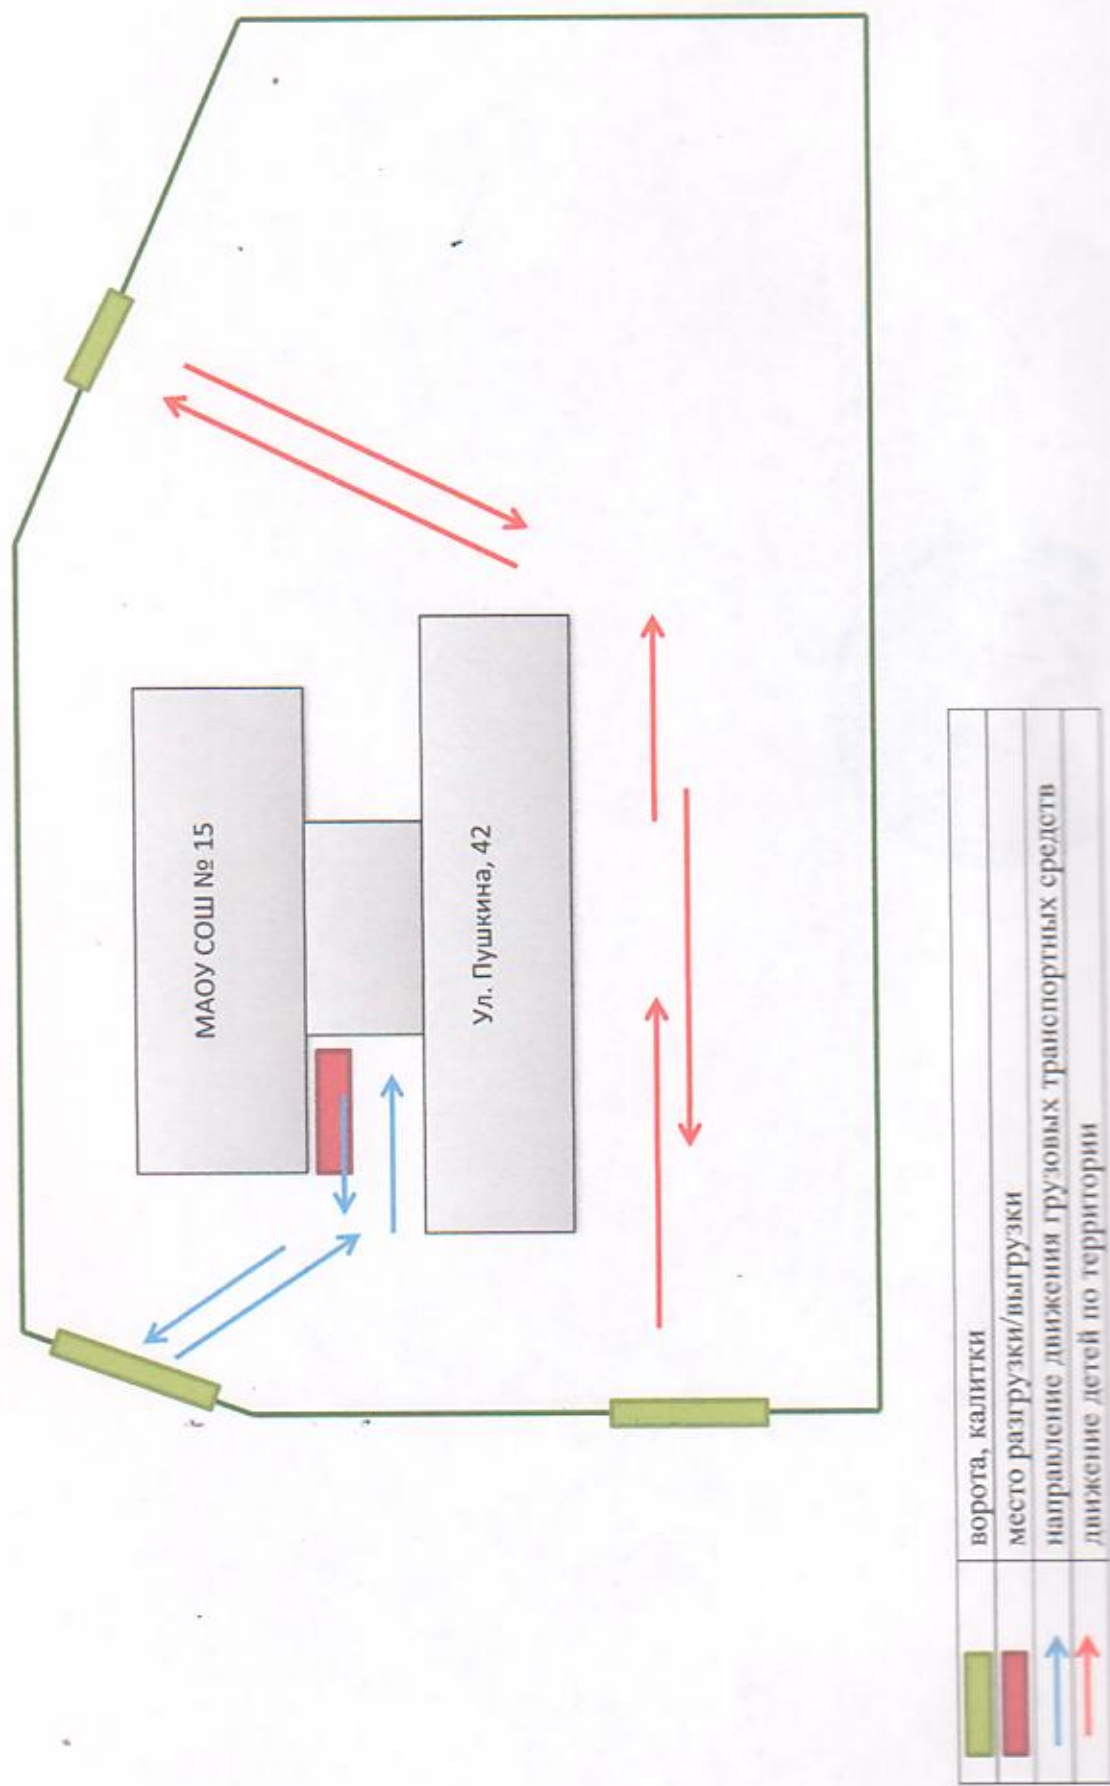 МАОУ СОШ № 15
Ул. Пушкина, 42
ворота, калитки
место разгрузки/выгрузки
направление движения грузовых транспортных средств
движение детей по территории